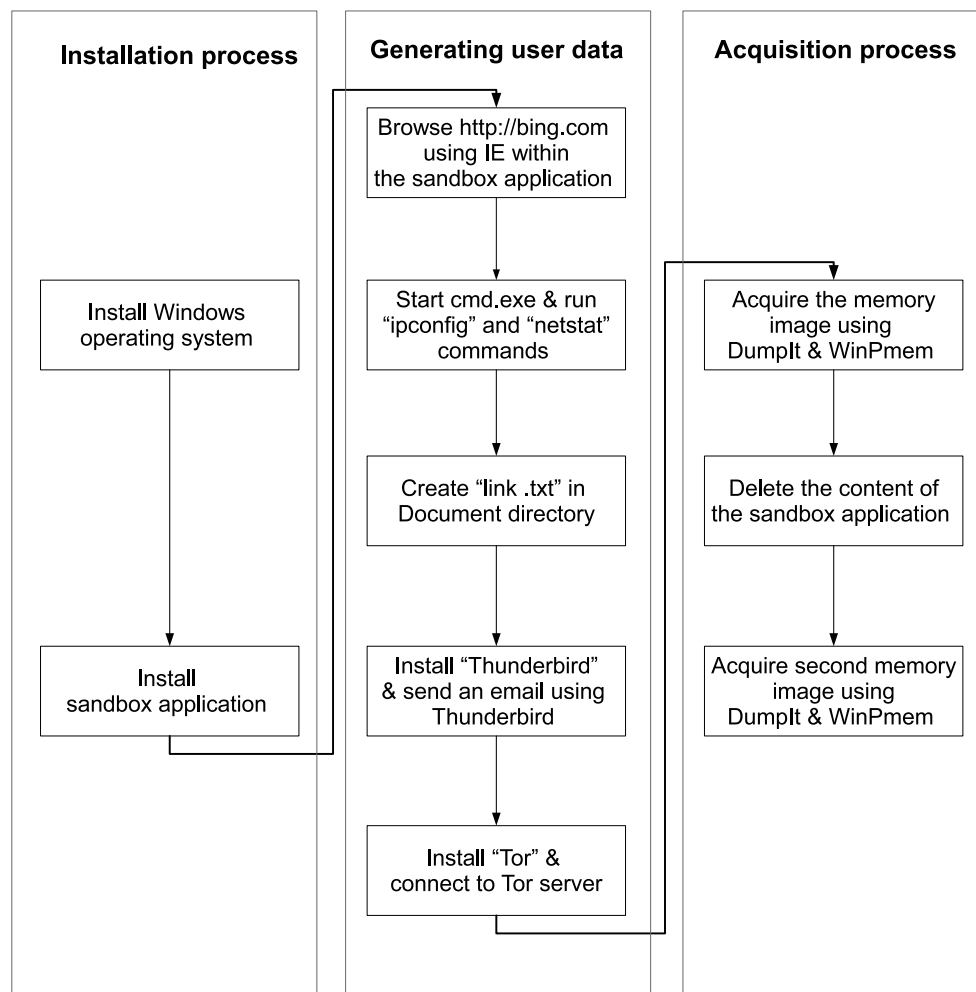 Installation process
Install Windows
operating system
Install
sandbox application
Generating user data
Browse http://bing.com
using IE within
the sandbox application
Start cmd.exe & run
“ipconfig” and “netstat”
commands
Create “link .txt” in
Document directory
Install “Thunderbird”
& send an email using
Thunderbird
Install “Tor” &
connect to Tor server
Acquisition process
Acquire the memory
image using
DumpIt & WinPmem
Delete the content of
the sandbox application
Acquire second memory
image using
DumpIt & WinPmem